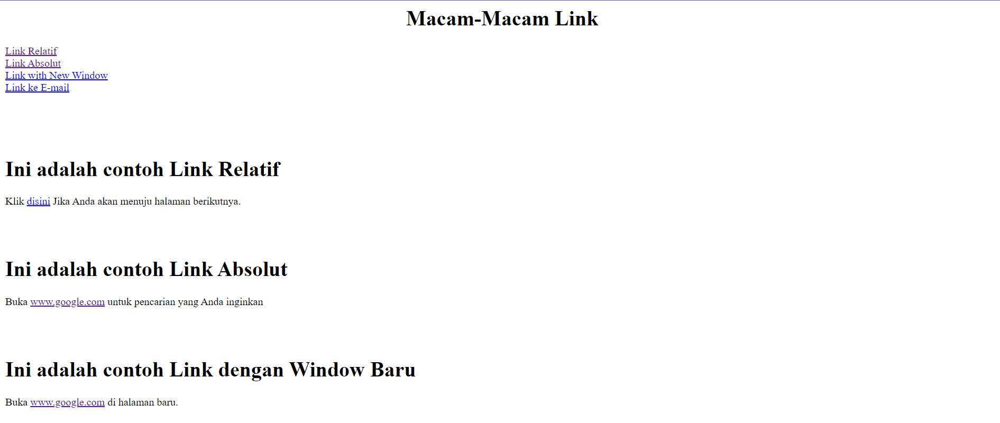 Macam-Macam Link
Link Relatif
Link Absolut
Link with New Window
Link ke E-mail
Ini adalah contoh Link Relatif
Klik disini Jika Anda akan menuju halaman berikutnya.
Ini adalah contoh Link Absolut
Buka www.google.com untuk pencarian yang Anda inginkan
Ini adalah contoh Link dengan Window Baru
Buka www.google.com di halaman baru.